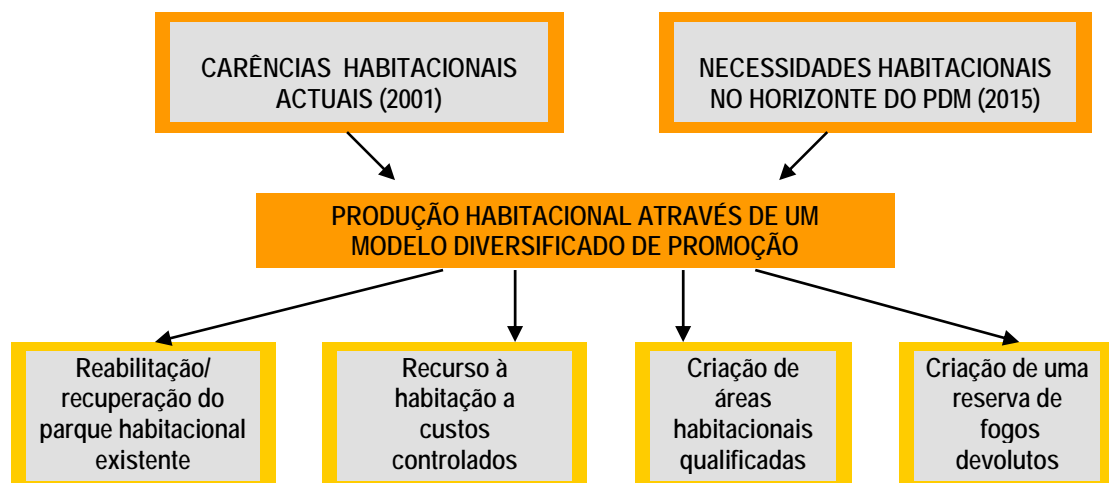 CARÊNCIAS HABITACIONAIS
ACTUAIS (2001)
NECESSIDADES HABITACIONAIS
NO HORIZONTE DO PDM (2015)
PRODUÇÃO HABITACIONAL ATRAVÉS DE UM
MODELO DIVERSIFICADO DE PROMOÇÃO
Reabilitação/
recuperação do
parque habitacional
existente
Recurso à
habitação a
custos
controlados
Criação de
áreas
habitacionais
qualificadas
Criação de uma
reserva de
fogos
devolutos